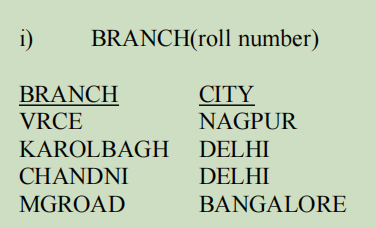 i) BRANCH(roll number)
BRANCH CITY
VRCE NAGPUR
KAROLBAGH DELHI
CHANDNI DELHI
MGROAD BANGALORE